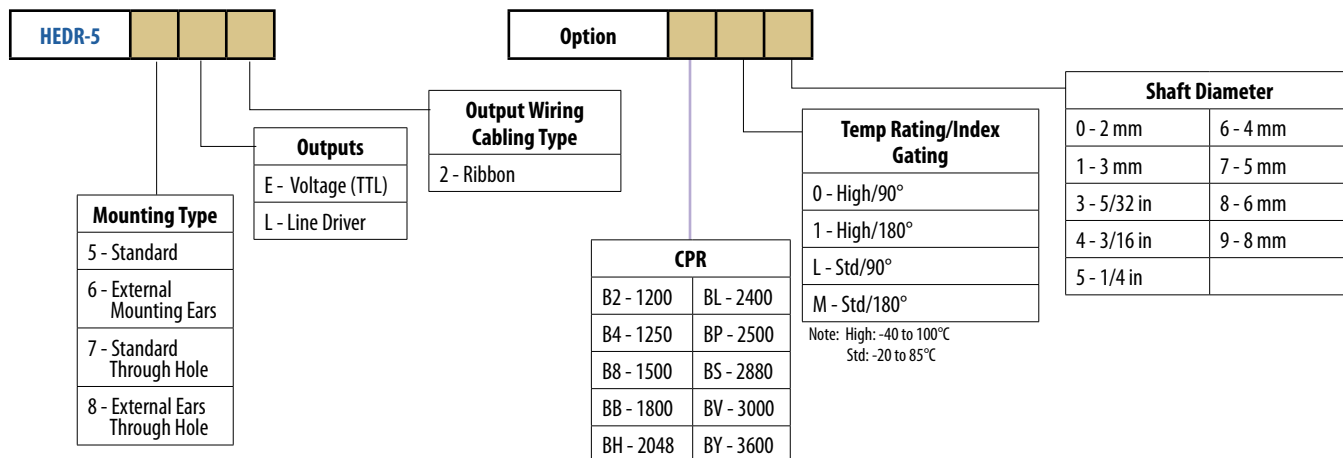 HEDR-5
Option
Mounting Type
5 - Standard
6 - External
Mounting Ears
7 - Standard
Through Hole
8 - External Ears
Through Hole
Outputs
E - Voltage (TTL)
L - Line Driver
Output Wiring
Cabling Type
2 - Ribbon
CPR
B2 - 1200 BL - 2400
B4 - 1250 BP - 2500
B8 - 1500 BS - 2880
BB - 1800 BV - 3000
BH - 2048 BY - 3600
Temp Rating/Index
Gating
0 - High/90°
1 - High/180°
L - Std/90°
M - Std/180°
Note: High: -40 to 100°C
Std: -20 to 85°C
Shaft Diameter
0 - 2 mm 6 - 4 mm
1 - 3 mm 7 - 5 mm
3 - 5/32 in 8 - 6 mm
4 - 3/16 in 9 - 8 mm
5 - 1/4 in